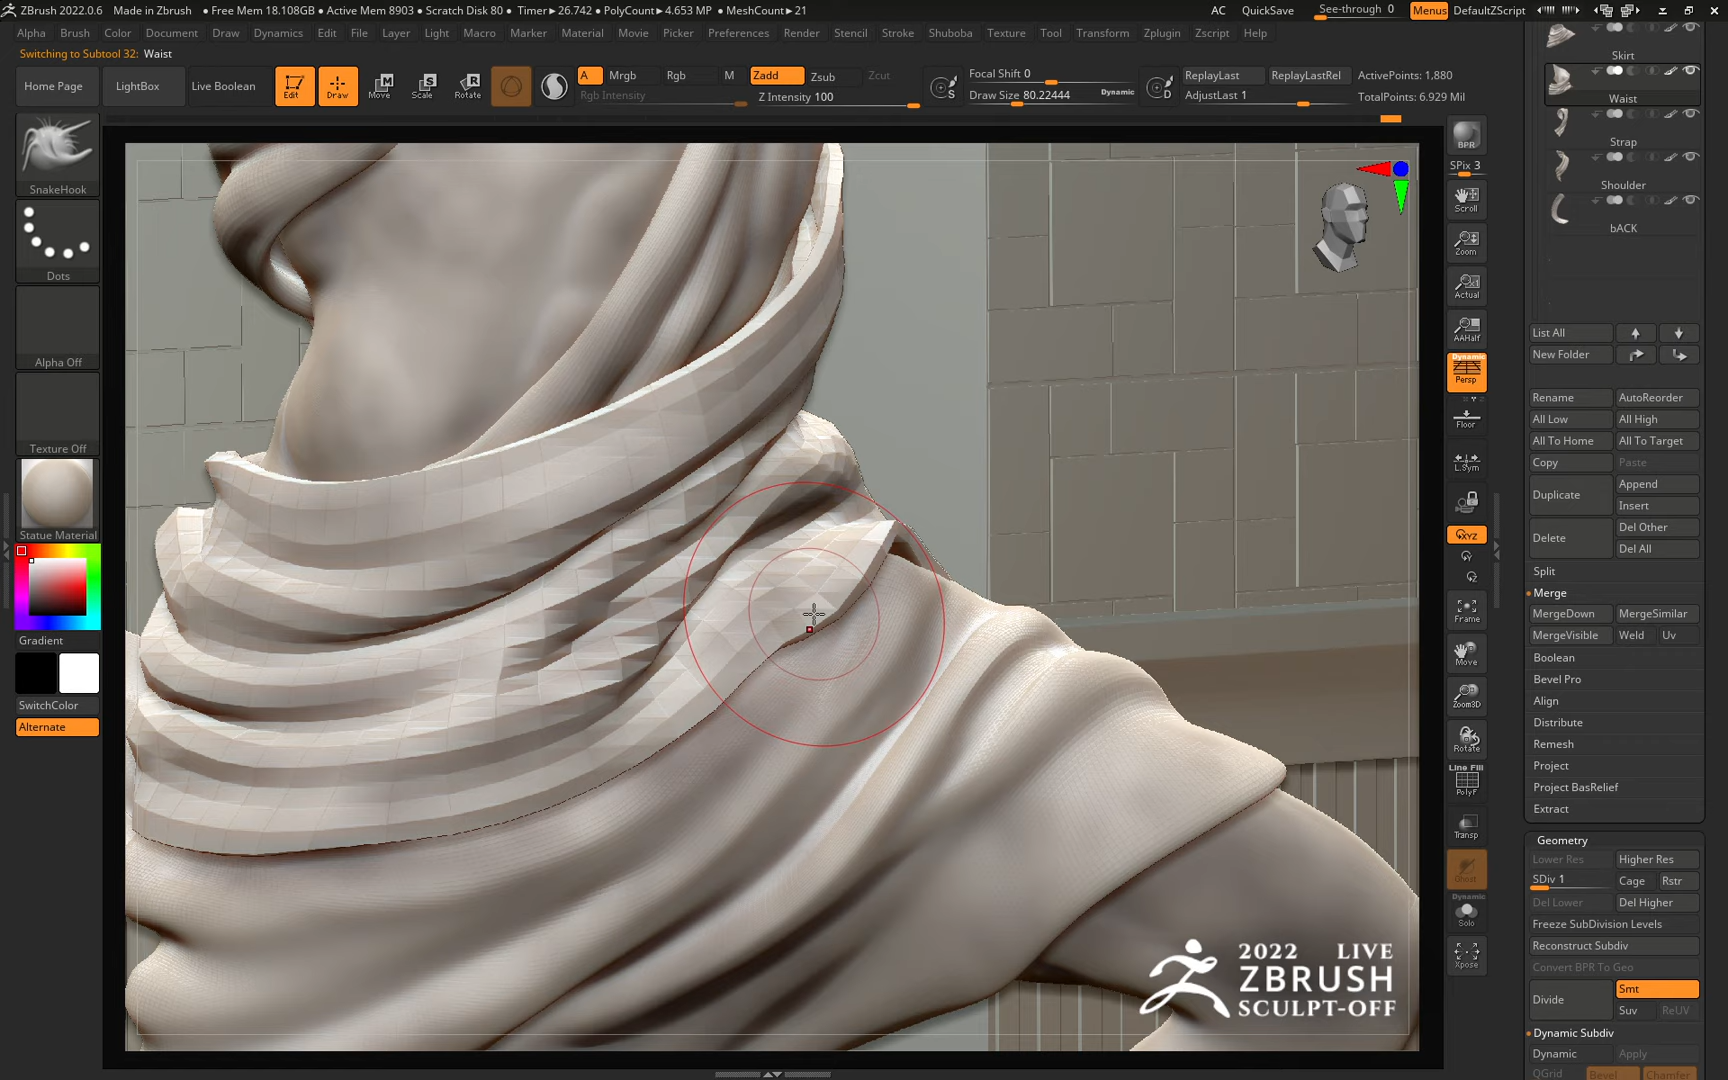 ZBrush 2022.0.6 Made in Zbrush • Free Mem 18.108GB • Active Mem 8903 • Scratch Disk 80 • Timer►26.742 • PolyCount►4.653 MP • MeshCount►21
AC QuickSave See-through 0 Menus DefaultZScript
Alpha Brush Color Document Draw Dynamics Edit File Layer Light Macro Marker Material Movie Picker Preferences Render Stencil Stroke Shuboba Texture Tool Transform Zplugin Zscript Help
Switching to Subtool 32: Waist
Home Page LightBox Live Boolean
Edit Draw Move Scale Rotate
A Mrgb Rgb M Zadd Zsub Zcut
Rgb Intensity Z Intensity 100
Focal Shift 0
Draw Size 80.22444 Dynamic
S D
ReplayLast ReplayLastRel
AdjustLast 1
ActivePoints: 1,880
TotalPoints: 6.929 Mil
SnakeHook
Dots
Alpha Off
Texture Off
Statue Material
Gradient
SwitchColor
Alternate
2022 LIVE
ZBRUSH
SCULPT-OFF
BPR
SPix 3
Scroll
Zoom
Actual
AAHalf
Dynamic
Persp
Floor
L.Sym
XYZ
Frame
Move
Zoom3D
Rotate
Line Fill
PolyF
Transp
Ghost
Dynamic
Solo
Xpose
Skirt
Waist
Strap
Shoulder
bACK
List All
New Folder
Rename AutoReorder
All Low All High
All To Home All To Target
Copy Paste
Duplicate Append
Insert
Delete Del Other
Del All
Split
Merge
MergeDown MergeSimilar
MergeVisible Weld Uv
Boolean
Bevel Pro
Align
Distribute
Remesh
Project
Project BasRelief
Extract
Geometry
Lower Res Higher Res
SDiv 1 Cage Rstr
Del Lower Del Higher
Freeze SubDivision Levels
Reconstruct Subdiv
Convert BPR To Geo
Divide Smt
Suv ReUV
Dynamic Subdiv
Dynamic Apply
QGrid Bevel Chamfer